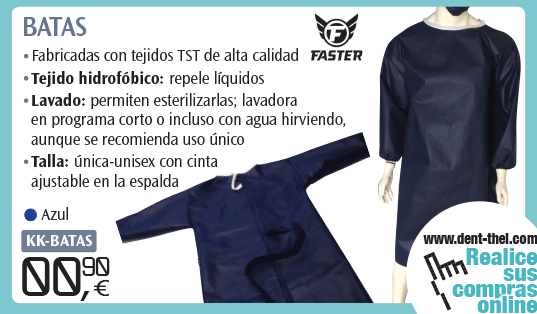 BATAS
• Fabricadas con tejidos TST de alta calidad
• Tejido hidrofóbico: repele líquidos
• Lavado: permiten esterilizarlas; lavadora
en programa corto o incluso con agua hirviendo,
aunque se recomienda uso único
• Talla: única-unisex con cinta
ajustable en la espalda
Azul
KK-BATAS
00,90 €
F
FASTER
www.dent-thel.com
Realice
sus
compras
online